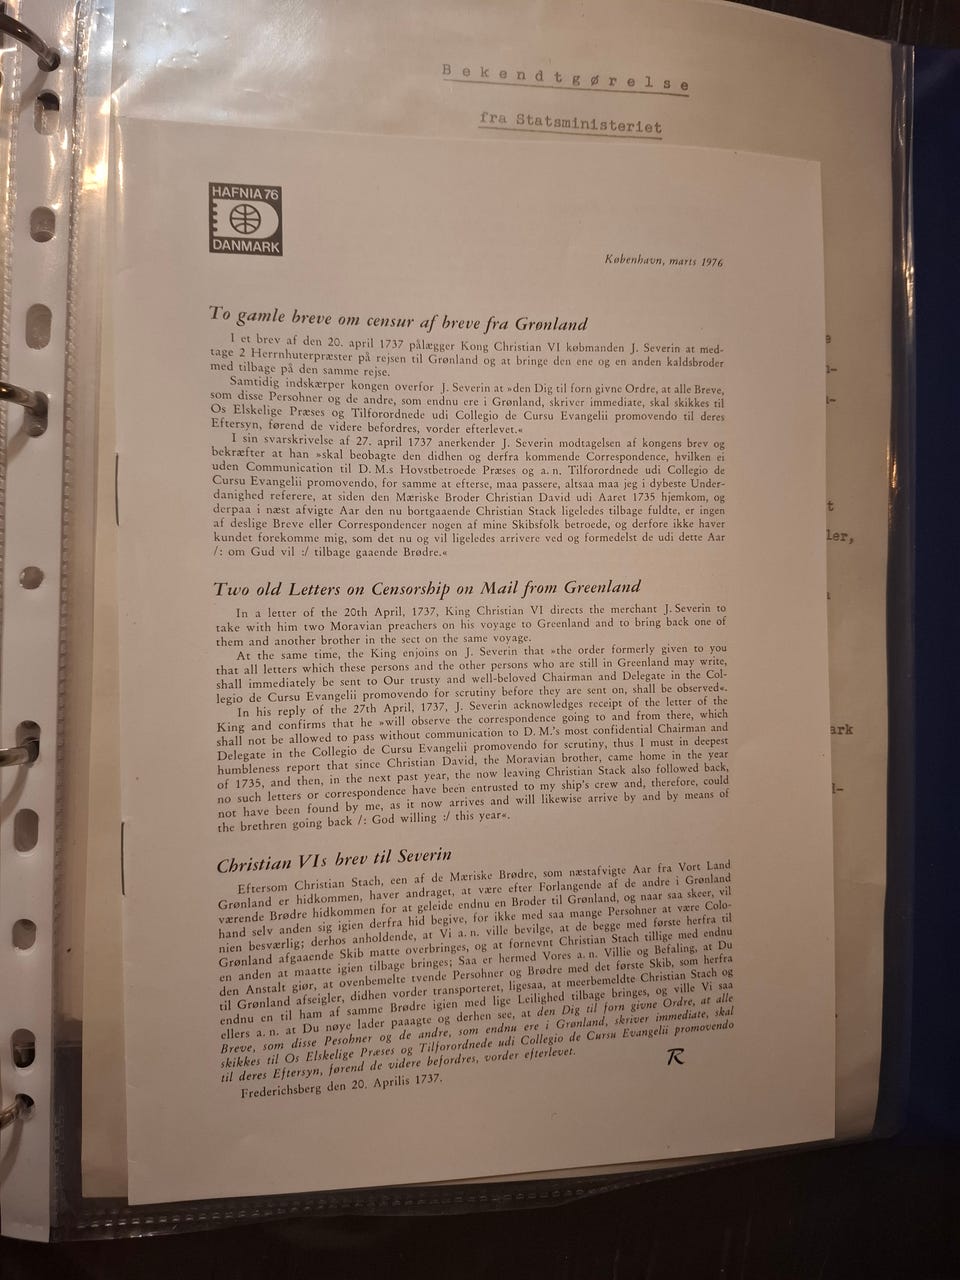 Bekendtgørelse
fra Statsministeriet
HAFNIA 76
DANMARK
København, marts 1976
To gamle breve om censur af breve fra Grønland
I et brev af den 20. april 1737 pålægger Kong Christian VI købmanden J. Severin at med-
tage 2 Herrnhuterpræster på rejsen til Grønland og at bringe den ene og en anden kaldsbroder
med tilbage på den samme rejse.
Samtidig indskærper kongen overfor J. Severin at »den Dig til forn givne Ordre, at alle Breve,
som disse Persohner og de andre, som endnu ere i Grønland, skriver immediate, skal skikkes til
Os Elskelige Præses og Tilforordnede udi Collegio de Cursu Evangelii promovendo til deres
Eftersyn, førend de videre befordres, vorder efterlevet.«
I sin svarskrivelse af 27. april 1737 anerkender J. Severin modtagelsen af kongens brev og
bekræfter at han »skal beobagte den didhen og derfra kommende Correspondence, hvilken ei
uden Communication til D. M.s Hovstbetroede Præses og a. n. Tilforordnede udi Collegio de
Cursu Evangelii promovendo, for samme at efterse, maa passere, altsaa maa jeg i dybeste Under-
danighed referere, at siden den Mæriske Broder Christian David udi Aaret 1735 hjemkom, og
derpaa i næst afvigte Aar den nu bortgaaende Christian Stack ligeledes tilbage fuldte, er ingen
af deslige Breve eller Correspondencer nogen af mine Skibsfolk betroede, og derfore ikke haver
kundet forekomme mig, som det nu og vil ligeledes arrivere ved og formedelst de udi dette Aar
/: om Gud vil :/ tilbage gaaende Brødre.«
Two old Letters on Censorship on Mail from Greenland
In a letter of the 20th April, 1737, King Christian VI directs the merchant J. Severin to
take with him two Moravian preachers on his voyage to Greenland and to bring back one of
them and another brother in the sect on the same voyage.
At the same time, the King enjoins on J. Severin that »the order formerly given to you
that all letters which these persons and the other persons who are still in Greenland may write,
shall immediately be sent to Our trusty and well-beloved Chairman and Delegate in the Col-
legio de Cursu Evangelii promovendo for scrutiny before they are sent on, shall be observed«.
In his reply of the 27th April, 1737, J. Severin acknowledges receipt of the letter of the
King and confirms that he »will observe the correspondence going to and from there, which
shall not be allowed to pass without communication to D. M.'s most confidential Chairman and
Delegate in the Collegio de Cursu Evangelii promovendo for scrutiny, thus I must in deepest
humbleness report that since Christian David, the Moravian brother, came home in the year
of 1735, and then, in the next past year, the now leaving Christian Stack also followed back,
no such letters or correspondence have been entrusted to my ship's crew and, therefore, could
not have been found by me, as it now arrives and will likewise arrive by and by means of
the brethren going back /: God willing :/ this year«.
Christian VIs brev til Severin
Eftersom Christian Stach, een af de Mæriske Brødre, som næstafvigte Aar fra Vort Land
Grønland er hidkommen, haver andraget, at være efter Forlangende af de andre i Grønland
værende Brødre hidkommen for at geleide endnu en Broder til Grønland, og naar saa skeer, vil
hand selv anden sig igien derfra hid begive, for ikke med saa mange Persohner at være Colo-
nien besværlig; derhos anholdende, at Vi a. n. ville bevilge, at de begge med første herfra til
Grønland afgaaende Skib matte overbringes, og at fornevnt Christian Stach tillige med endnu
en anden at maatte igien tilbage bringes; Saa er hermed Vores a. n. Villie og Befaling, at Du
den Anstalt giør, at ovenbemelte tvende Persohner og Brødre med det første Skib, som herfra
til Grønland afseigler, didhen vorder transporteret, ligesaa, at meerbemeldte Christian Stach og
endnu en til ham af samme Brødre igien med lige Leilighed tilbage bringes, og ville Vi saa
ellers a. n. at Du nøye lader paaagte og derhen see, at den Dig til forn givne Ordre, at alle
Breve, som disse Pesohner og de andre, som endnu ere i Grønland, skriver immediate, skal
skikkes til Os Elskelige Præses og Tilforordnede udi Collegio de Cursu Evangelii promovendo
til deres Eftersyn, førend de videre befordres, vorder efterlevet.
Frederichsberg den 20. Aprilis 1737.
R
t
ler,
ark